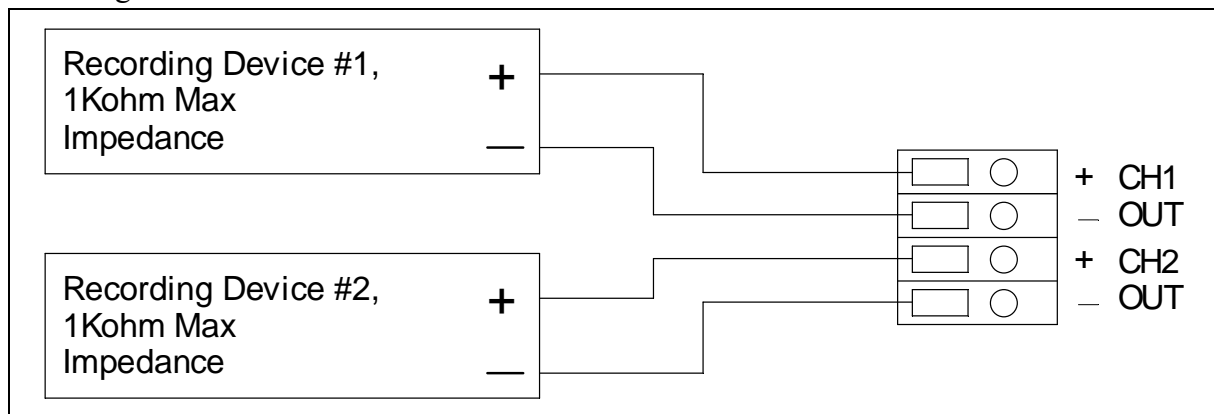 Recording Device #1,
1Kohm Max
Impedance
+
—
Recording Device #2,
1Kohm Max
Impedance
+
—
+ CH1
— OUT
+ CH2
— OUT